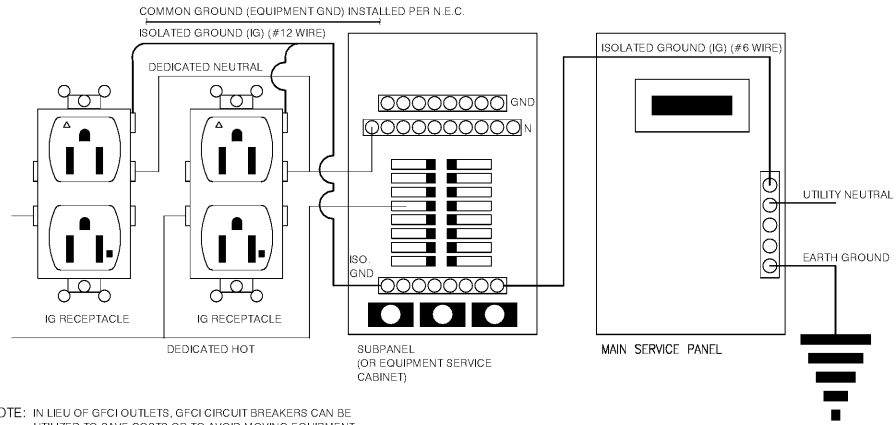 COMMON GROUND (EQUIPMENT GND) INSTALLED PER N.E.C.
ISOLATED GROUND (IG) (#12 WIRE)
DEDICATED NEUTRAL
ISOLATED GROUND (IG) (#6 WIRE)
GND
N
UTILITY NEUTRAL
ISO.
GND
EARTH GROUND
IG RECEPTACLE
IG RECEPTACLE
DEDICATED HOT
SUBPANEL
(OR EQUIPMENT SERVICE
CABINET)
MAIN SERVICE PANEL
OTE: IN LIEU OF GFCI OUTLETS, GFCI CIRCUIT BREAKERS CAN BE
UTILIZED TO SAVE COSTS OR TO AVOID MOVING EQUIPMENT